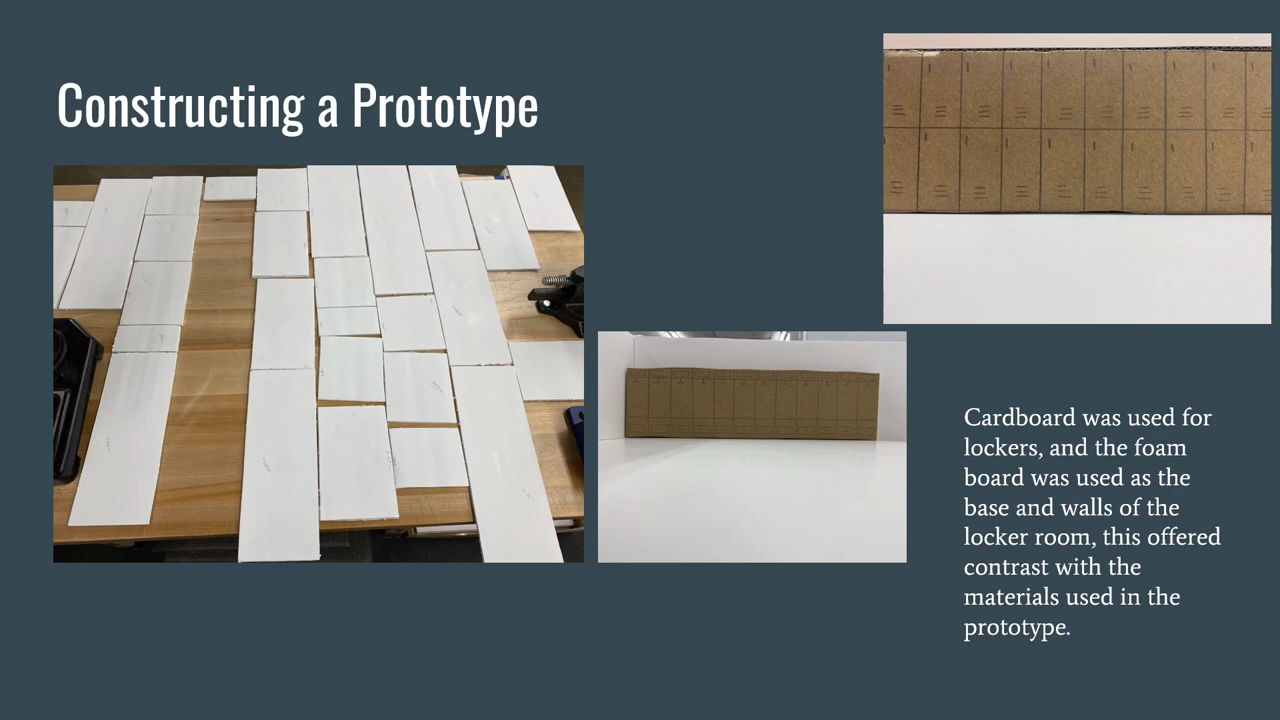 Constructing a Prototype
Cardboard was used for
lockers, and the foam
board was used as the
base and walls of the
locker room, this offered
contrast with the
materials used in the
prototype.